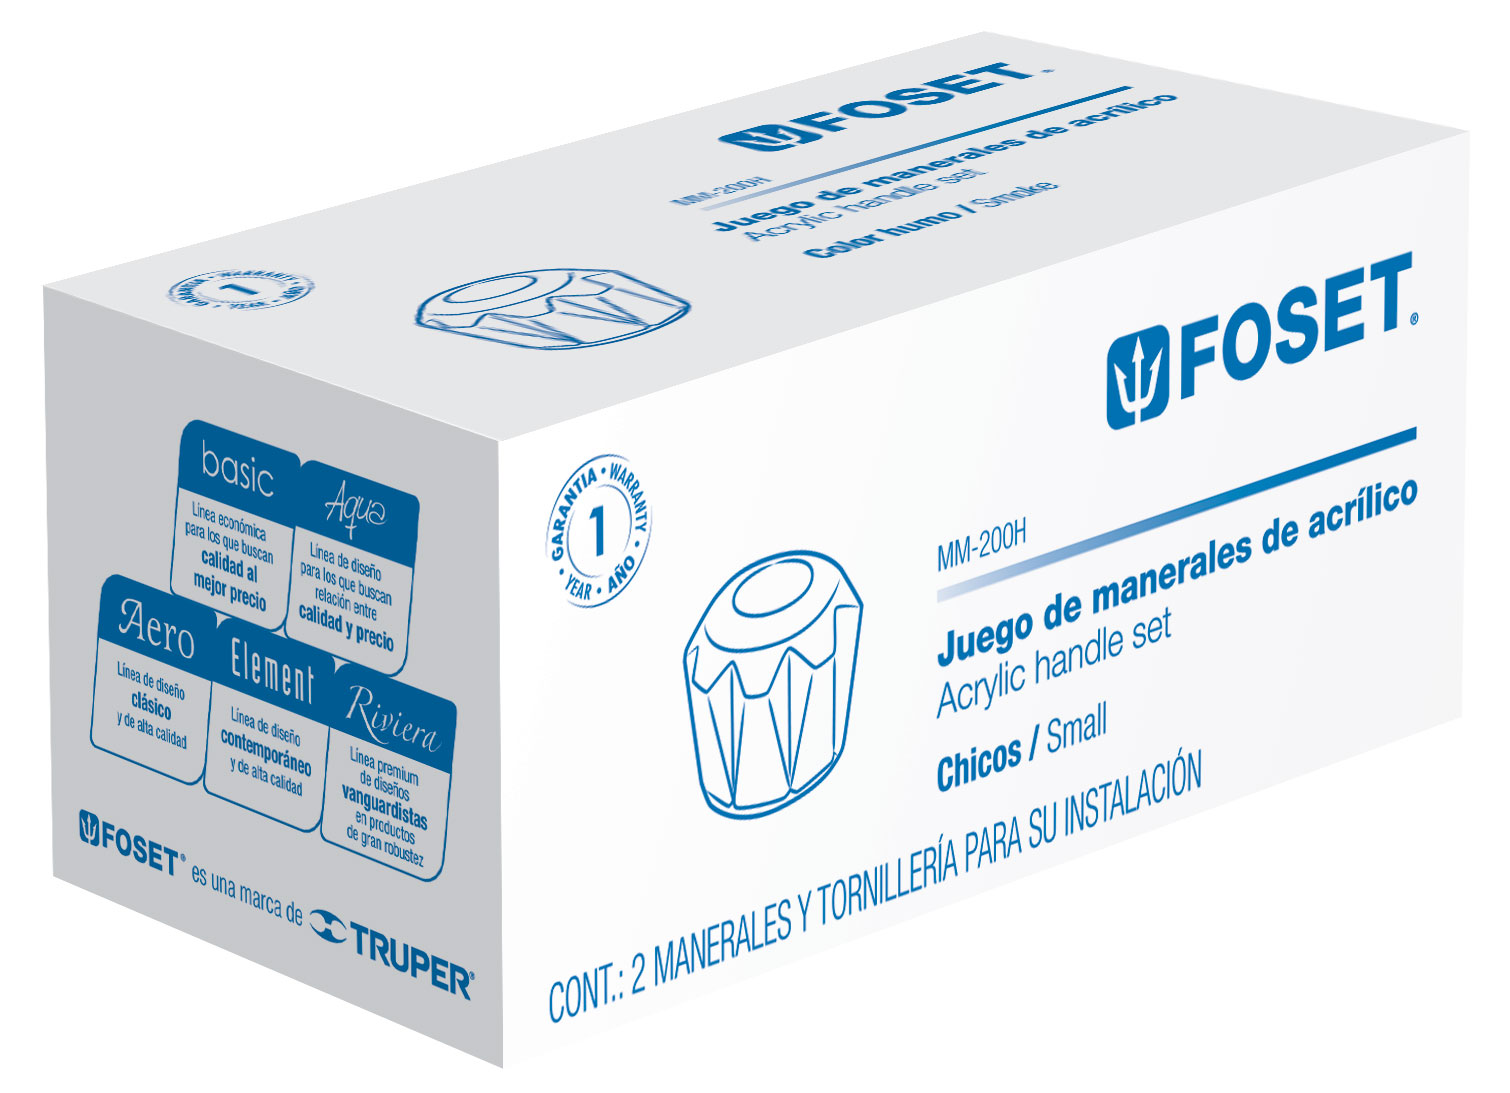 FOSET®
MM-200H
Juego de manerales de acrílico
Acrylic handle set
Color humo / Smoke
GARANTIA • WARRANTY • 1 • YEAR • AÑO
FOSET®
MM-200H
Juego de manerales de acrílico
Acrylic handle set
Chicos / Small
CONT.: 2 MANERALES Y TORNILLERÍA PARA SU INSTALACIÓN
GARANTIA • WARRANTY • 1 • YEAR • AÑO
basic
Línea económica
para los que buscan
calidad al
mejor precio
Aqua
Línea de diseño
para los que buscan
relación entre
calidad y precio
Aero
Línea de diseño
clásico
y de alta calidad
Element
Línea de diseño
contemporáneo
y de alta calidad
Riviera
Línea premium
de diseños
vanguardistas
en productos
de gran robustez
FOSET® es una marca de TRUPER®